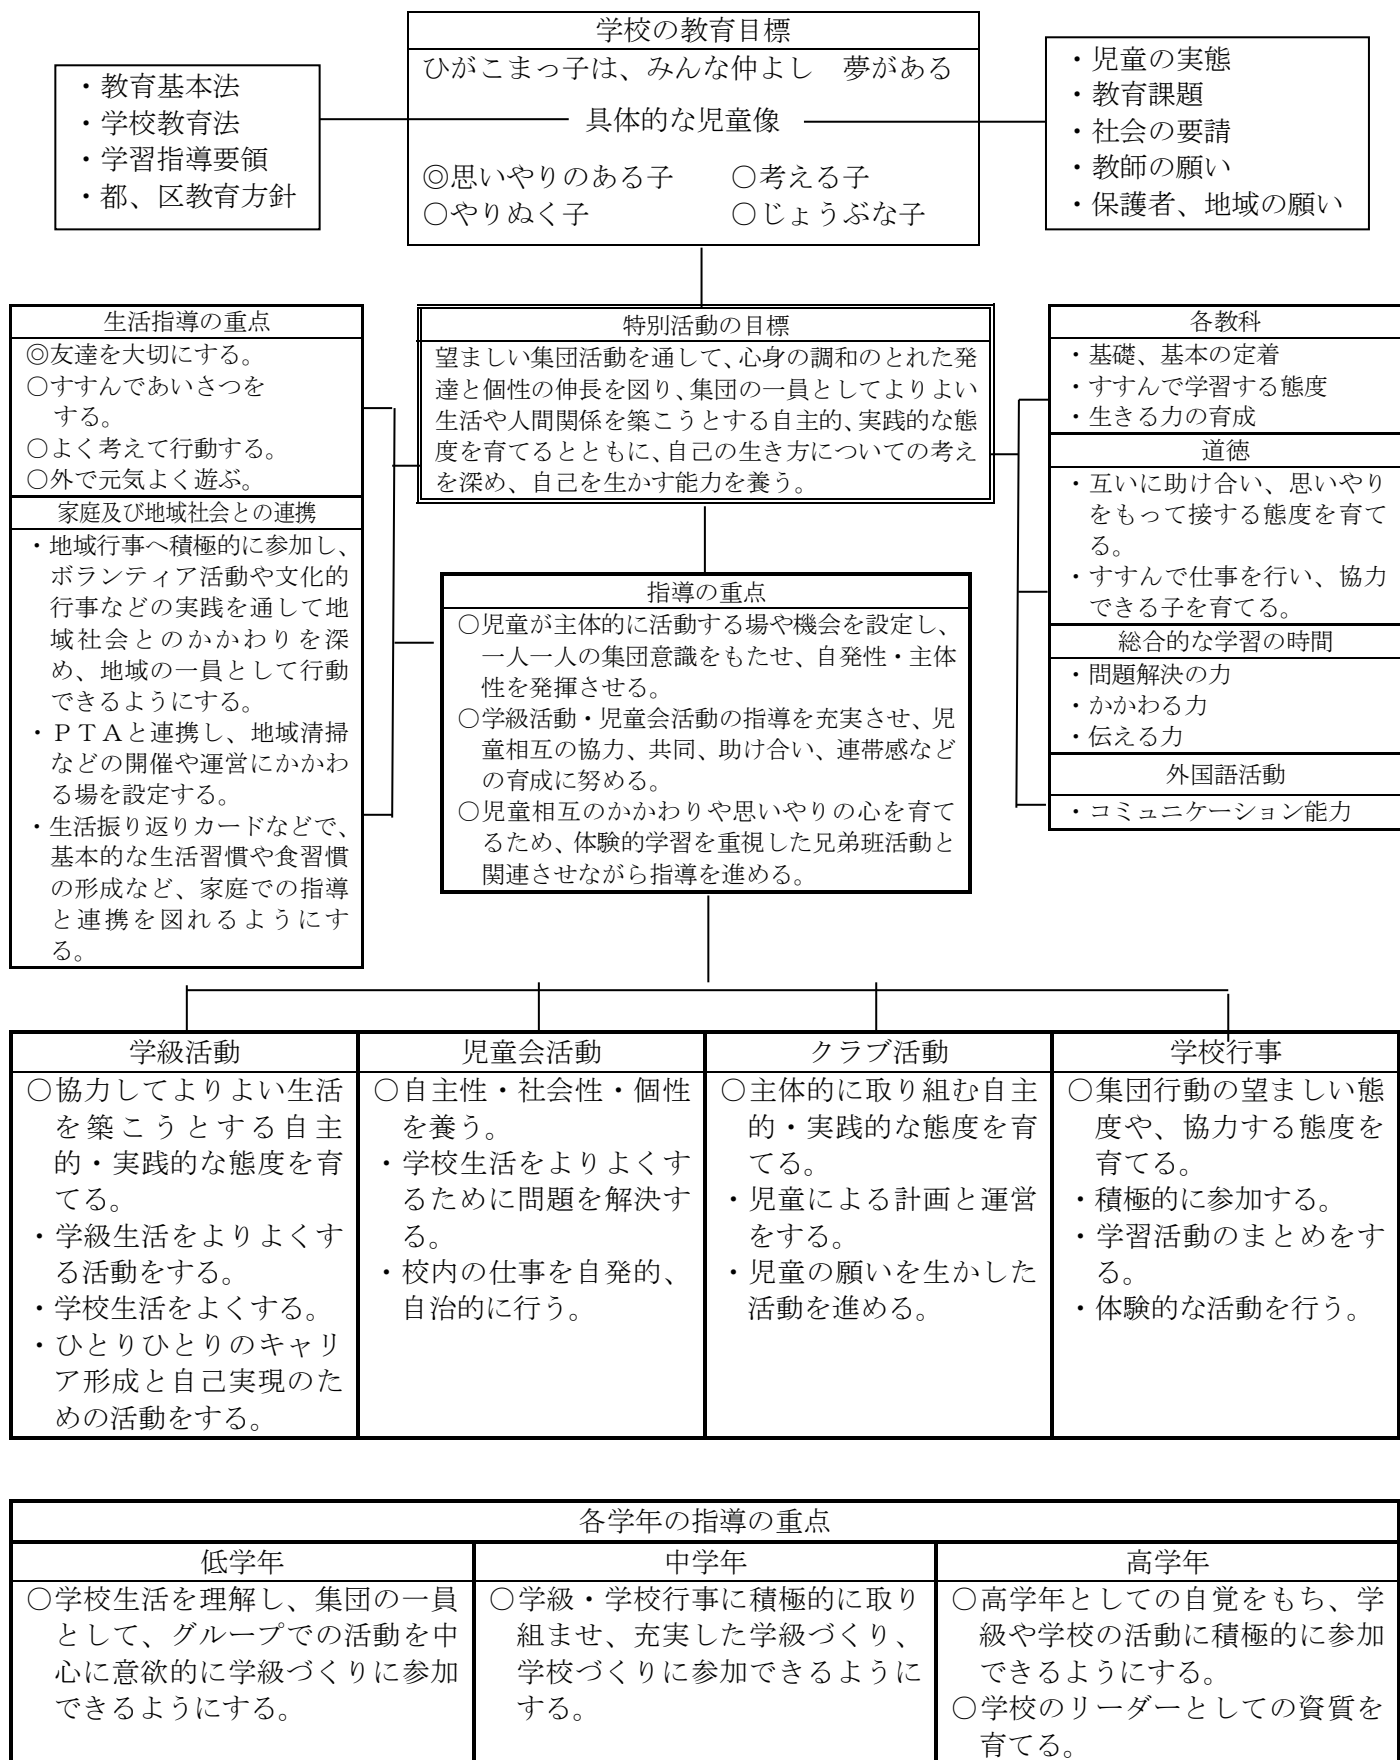 学校の教育目標
ひがこまっ子は、みんな仲よし　夢がある
具体的な児童像
◎思いやりのある子　　○考える子
○やりぬく子　　○じょうぶな子
・教育基本法
・学校教育法
・学習指導要領
・都、区教育方針
・児童の実態
・教育課題
・社会の要請
・教師の願い
・保護者、地域の願い
生活指導の重点
◎友達を大切にする。
○すすんであいさつを
する。
○よく考えて行動する。
○外で元気よく遊ぶ。
家庭及び地域社会との連携
・地域行事へ積極的に参加し、
ボランティア活動や文化的
行事などの実践を通して地
域社会とのかかわりを深
め、地域の一員として行動
できるようにする。
・ＰＴＡと連携し、地域清掃
などの開催や運営にかかわ
る場を設定する。
・生活振り返りカードなどで、
基本的な生活習慣や食習慣
の形成など、家庭での指導
と連携を図れるようにす
る。
特別活動の目標
望ましい集団活動を通して、心身の調和のとれた発
達と個性の伸長を図り、集団の一員としてよりよい
生活や人間関係を築こうとする自主的、実践的な態
度を育てるとともに、自己の生き方についての考え
を深め、自己を生かす能力を養う。
指導の重点
○児童が主体的に活動する場や機会を設定し、
一人一人の集団意識をもたせ、自発性・主体
性を発揮させる。
○学級活動・児童会活動の指導を充実させ、児
童相互の協力、共同、助け合い、連帯感など
の育成に努める。
○児童相互のかかわりや思いやりの心を育て
るため、体験的学習を重視した兄弟班活動と
関連させながら指導を進める。
各教科
・基礎、基本の定着
・すすんで学習する態度
・生きる力の育成
道徳
・互いに助け合い、思いやり
をもって接する態度を育て
る。
・すすんで仕事を行い、協力
できる子を育てる。
総合的な学習の時間
・問題解決の力
・かかわる力
・伝える力
外国語活動
・コミュニケーション能力
学級活動
○協力してよりよい生活
を築こうとする自主
的・実践的な態度を育
てる。
・学級生活をよりよくす
る活動をする。
・学校生活をよくする。
・ひとりひとりのキャリ
ア形成と自己実現のた
めの活動をする。
児童会活動
○自主性・社会性・個性
を養う。
・学校生活をよりよくす
るために問題を解決す
る。
・校内の仕事を自発的、
自治的に行う。
クラブ活動
○主体的に取り組む自主
的・実践的な態度を育
てる。
・児童による計画と運営
をする。
・児童の願いを生かした
活動を進める。
学校行事
○集団行動の望ましい態
度や、協力する態度を
育てる。
・積極的に参加する。
・学習活動のまとめをす
る。
・体験的な活動を行う。
各学年の指導の重点
低学年
○学校生活を理解し、集団の一員
として、グループでの活動を中
心に意欲的に学級づくりに参加
できるようにする。
中学年
○学級・学校行事に積極的に取り
組ませ、充実した学級づくり、
学校づくりに参加できるように
する。
高学年
○高学年としての自覚をもち、学
級や学校の活動に積極的に参加
できるようにする。
○学校のリーダーとしての資質を
育てる。